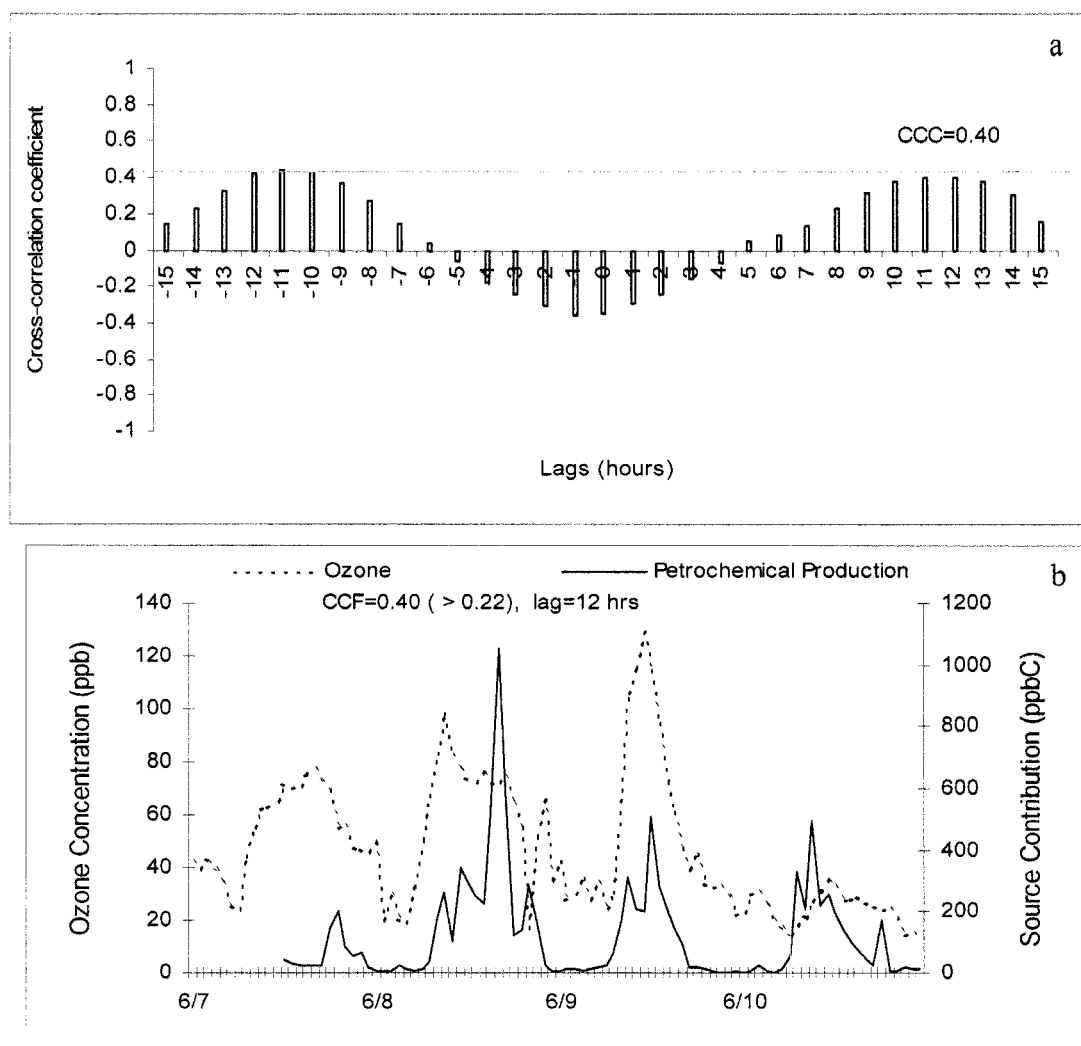 a
Cross-correlation coefficient
1
0.8
0.6
0.4
0.2
0
-0.2
-0.4
-0.6
-0.8
-1
CCC=0.40
-15 -14 -13 -12 -11 -10 -9 -8 -7 -6 -5 -4 -3 -2 -1 0 1 2 3 4 5 6 7 8 9 10 11 12 13 14 15
Lags (hours)
b
Ozone Petrochemical Production
CCF=0.40 ( > 0.22), lag=12 hrs
Ozone Concentration (ppb)
140
120
100
80
60
40
20
0
1200
1000
800
600
400
200
0
Source Contribution (ppbC)
6/7 6/8 6/9 6/10